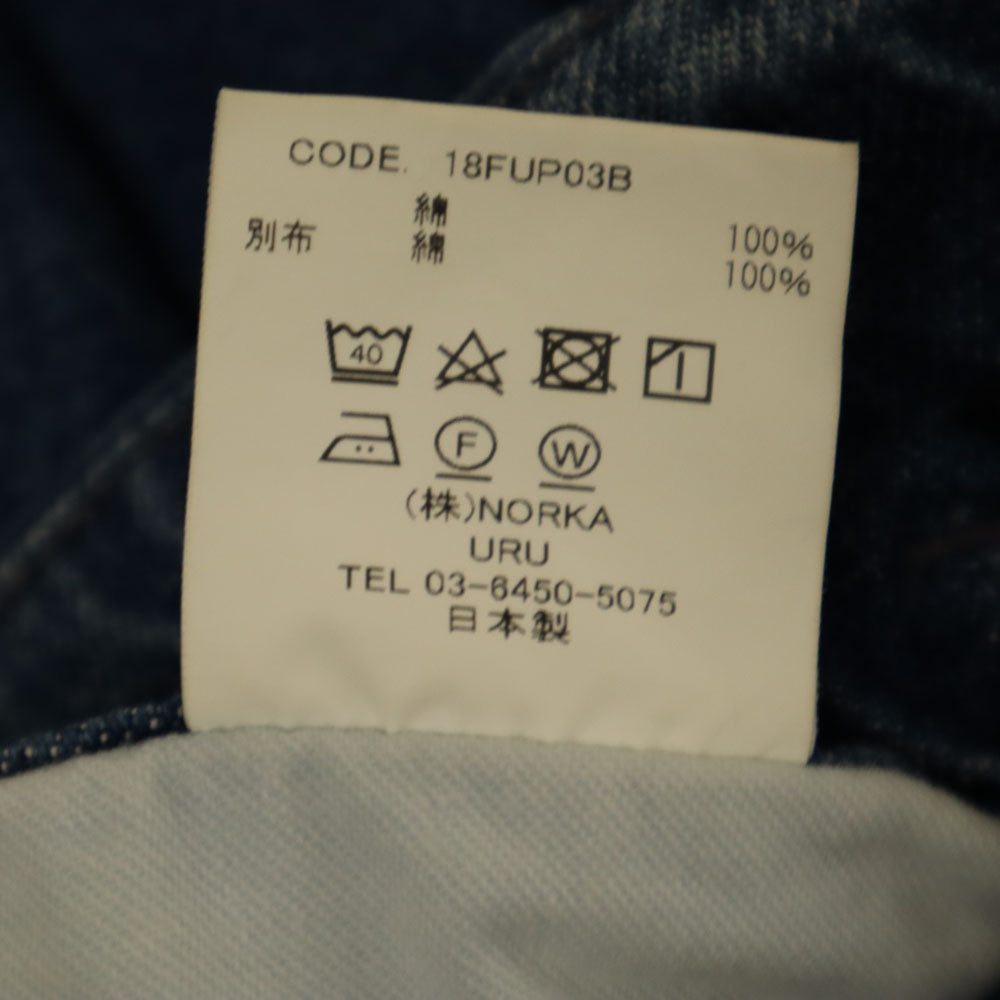 CODE. 18FUP03B
綿 100%
別布 綿 100%
40
F W
(株)NORKA
URU
TEL 03-6450-5075
日本製